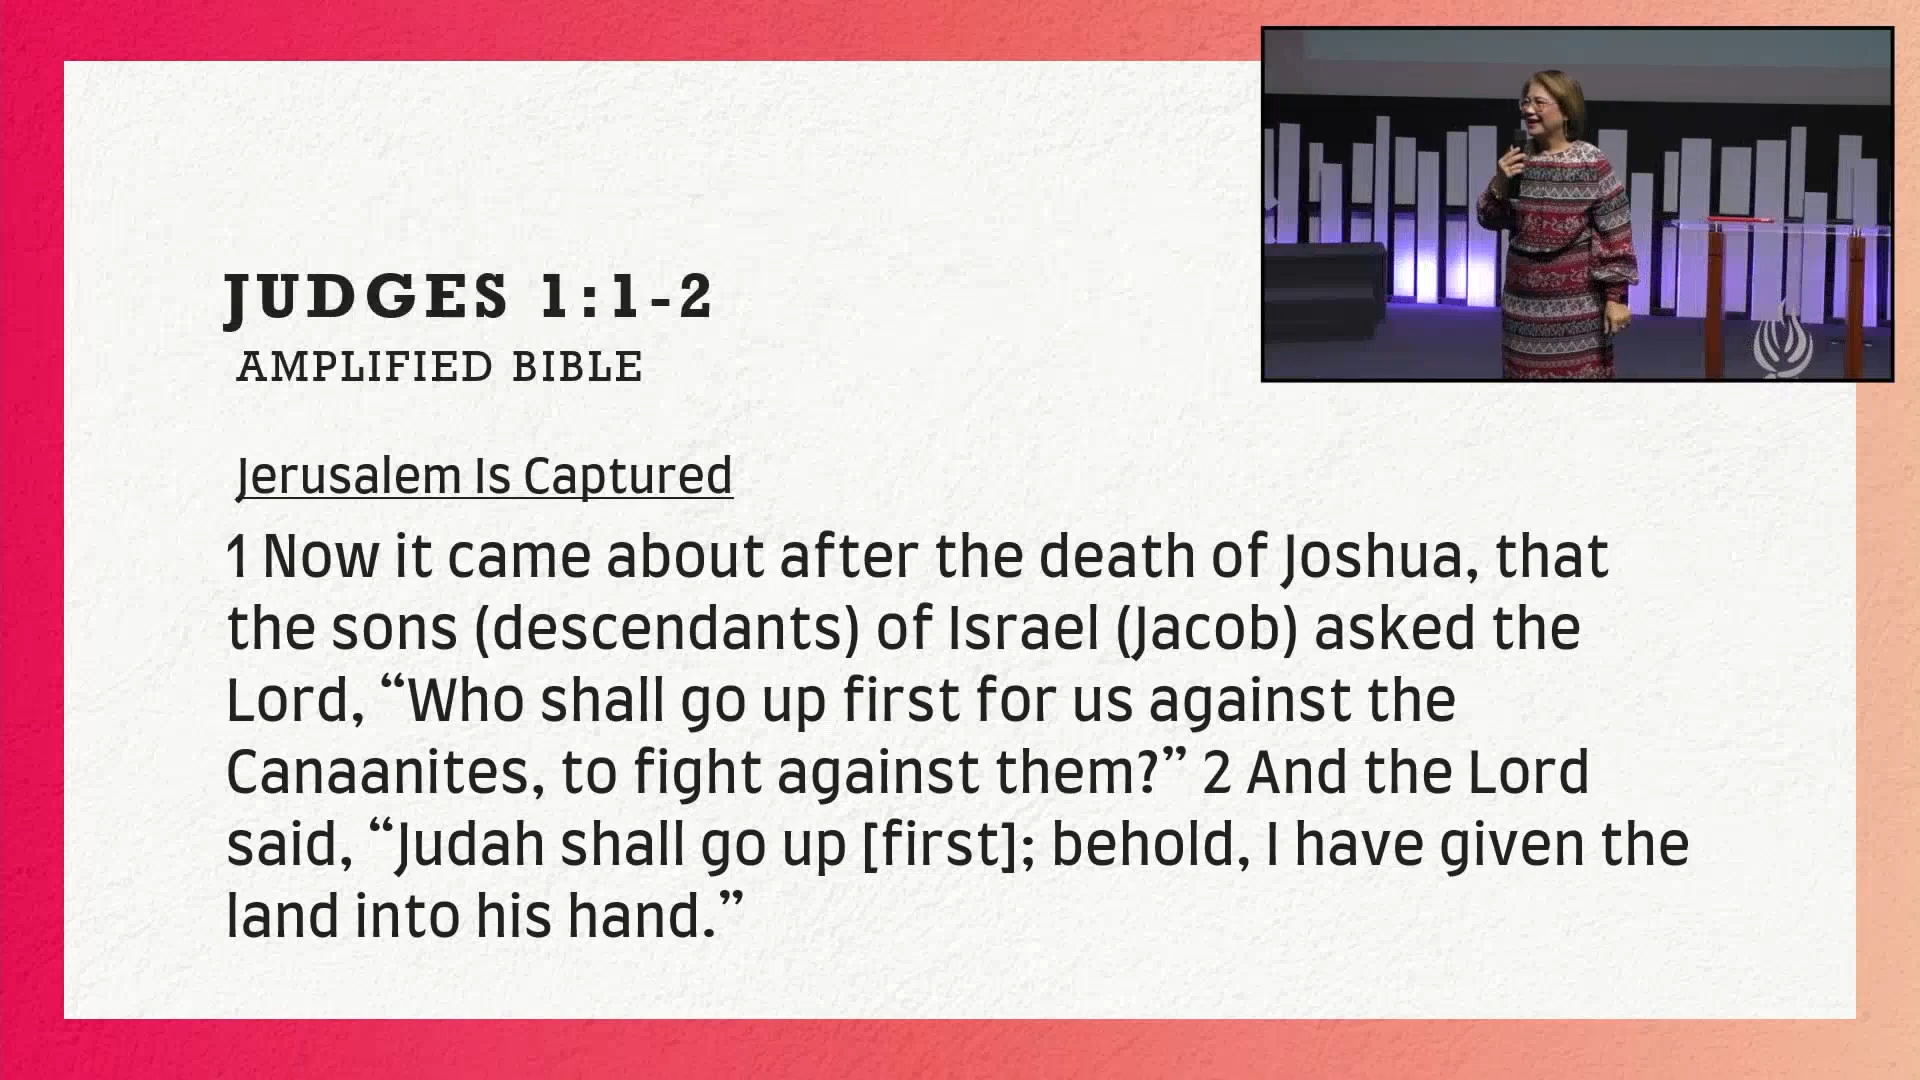 JUDGES 1:1-2
AMPLIFIED BIBLE
Jerusalem Is Captured
1 Now it came about after the death of Joshua, that
the sons (descendants) of Israel (Jacob) asked the
Lord, “Who shall go up first for us against the
Canaanites, to fight against them?” 2 And the Lord
said, “Judah shall go up [first]; behold, I have given the
land into his hand.”